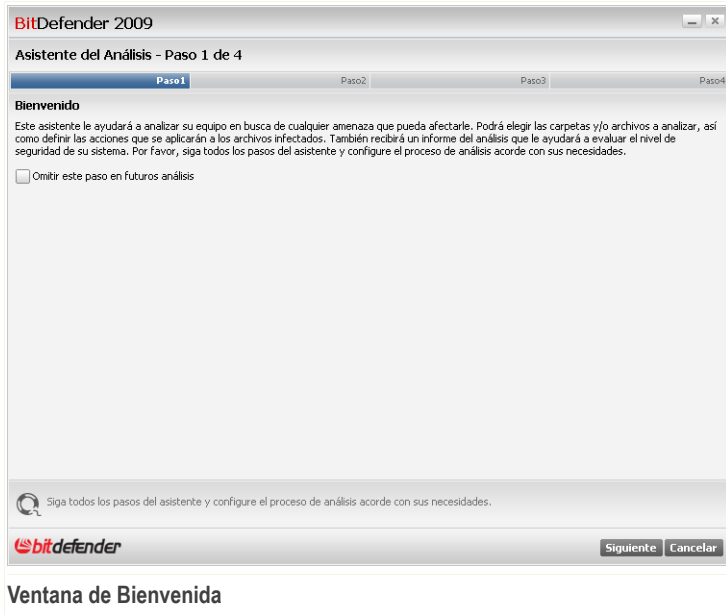 BitDefender 2009
Asistente del Análisis - Paso 1 de 4
Paso1 Paso2 Paso3 Paso4
Bienvenido
Este asistente le ayudará a analizar su equipo en busca de cualquier amenaza que pueda afectarle. Podrá elegir las carpetas y/o archivos a analizar, así
como definir las acciones que se aplicarán a los archivos infectados. También recibirá un informe del análisis que le ayudará a evaluar el nivel de
seguridad de su sistema. Por favor, siga todos los pasos del asistente y configure el proceso de análisis acorde con sus necesidades.
Omitir este paso en futuros análisis
Siga todos los pasos del asistente y configure el proceso de análisis acorde con sus necesidades.
bitdefender
Siguiente Cancelar
Ventana de Bienvenida